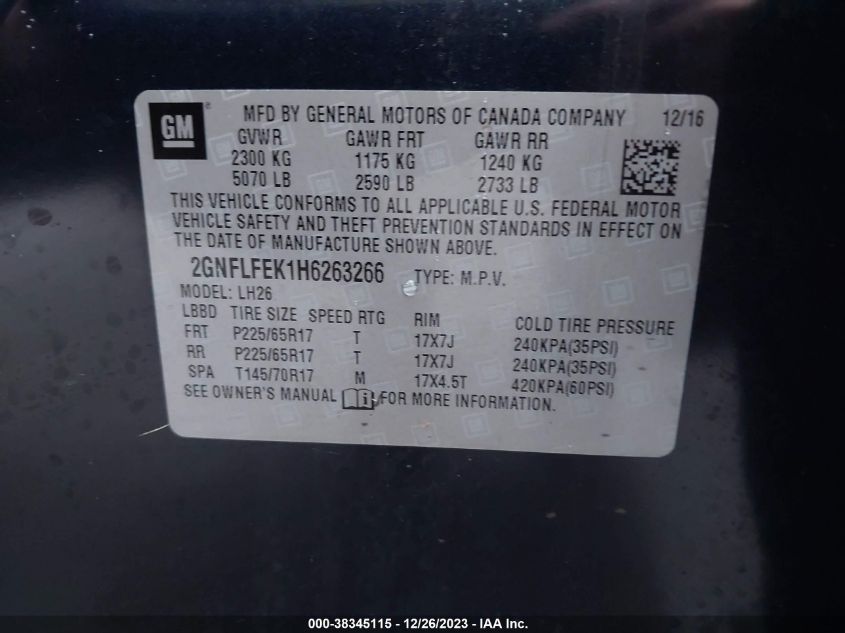 GM ® MFD BY GENERAL MOTORS OF CANADA COMPANY 12/16
GVWR GAWR FRT GAWR RR
2300 KG 1175 KG 1240 KG
5070 LB 2590 LB 2733 LB
THIS VEHICLE CONFORMS TO ALL APPLICABLE U.S. FEDERAL MOTOR
VEHICLE SAFETY AND THEFT PREVENTION STANDARDS IN EFFECT ON
THE DATE OF MANUFACTURE SHOWN ABOVE.
2GNFLFEK1H6263266 TYPE: M.P.V.
MODEL: LH26
LBBD TIRE SIZE SPEED RTG RIM COLD TIRE PRESSURE
FRT P225/65R17 T 17X7J 240KPA(35PSI)
RR P225/65R17 T 17X7J 240KPA(35PSI)
SPA T145/70R17 M 17X4.5T 420KPA(60PSI)
SEE OWNER'S MANUAL i FOR MORE INFORMATION.
000-38345115 - 12/26/2023 - IAA Inc.